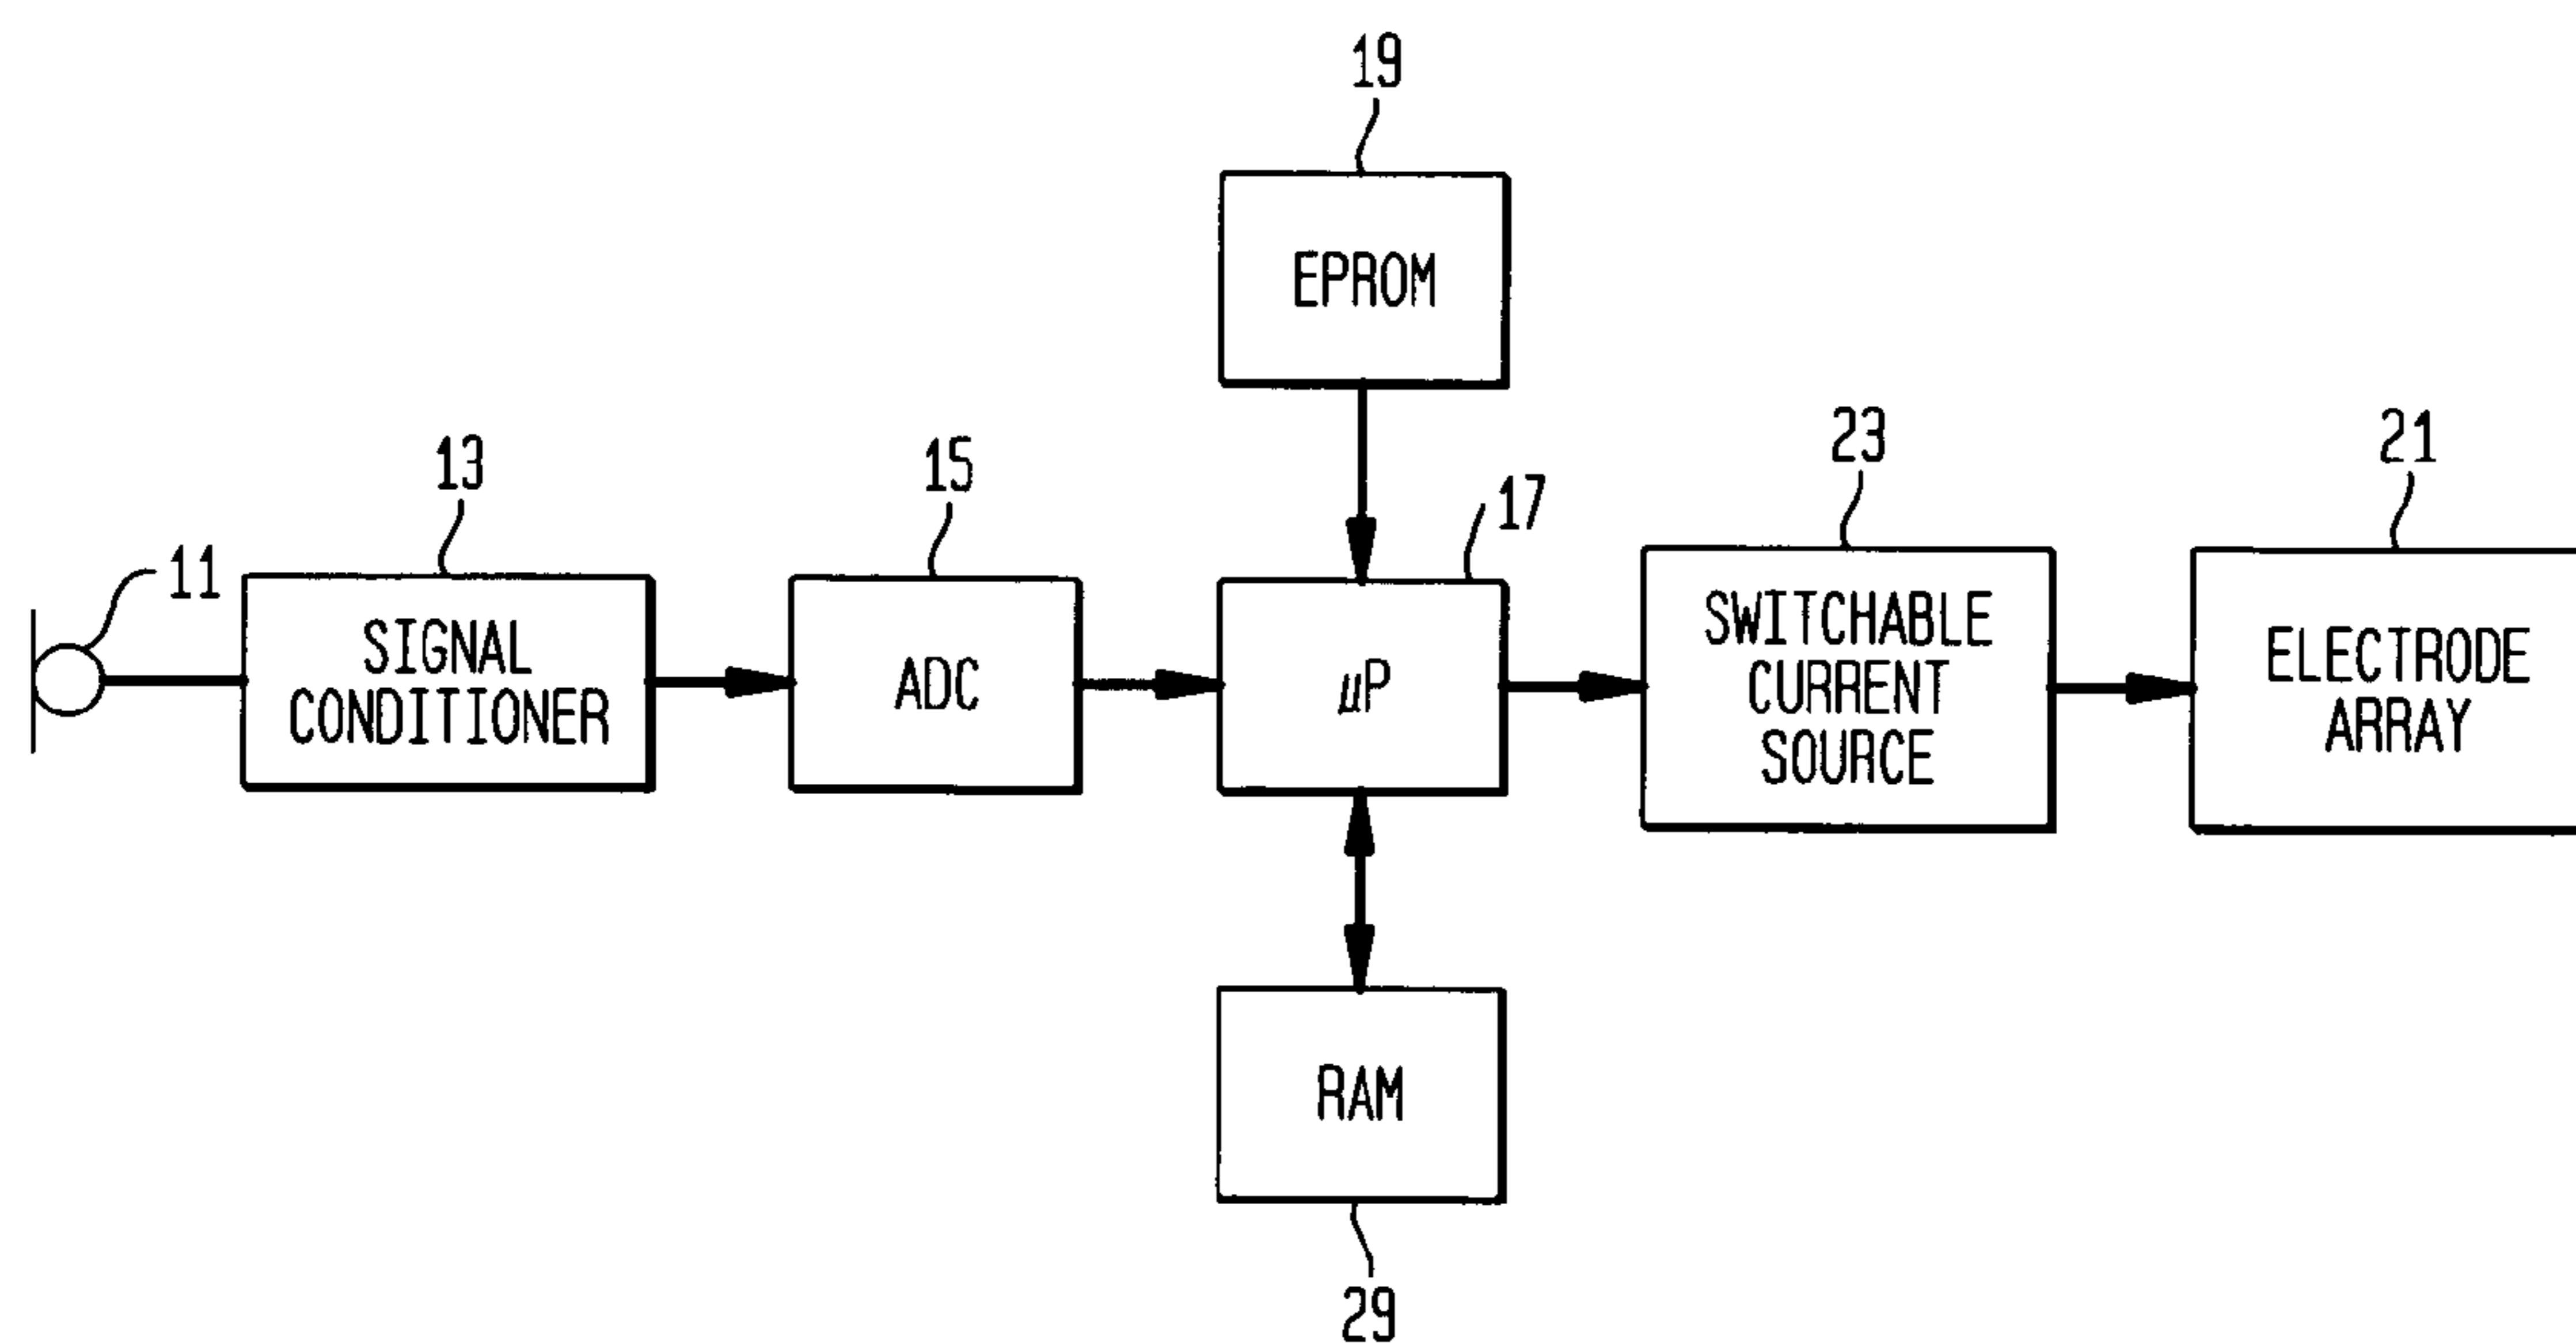 19
EPROM
13
15
17
23
21
11
SIGNAL
CONDITIONER
ADC
μP
SWITCHABLE
CURRENT
SOURCE
ELECTRODE
ARRAY
RAM
29